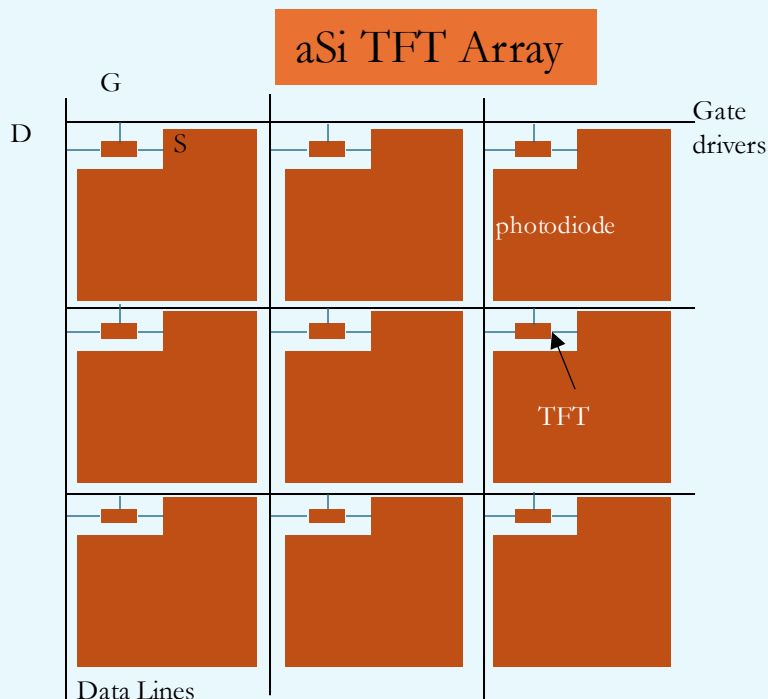 aSi TFT Array
G
Gate
drivers
D
S
photodiode
TFT
Data Lines